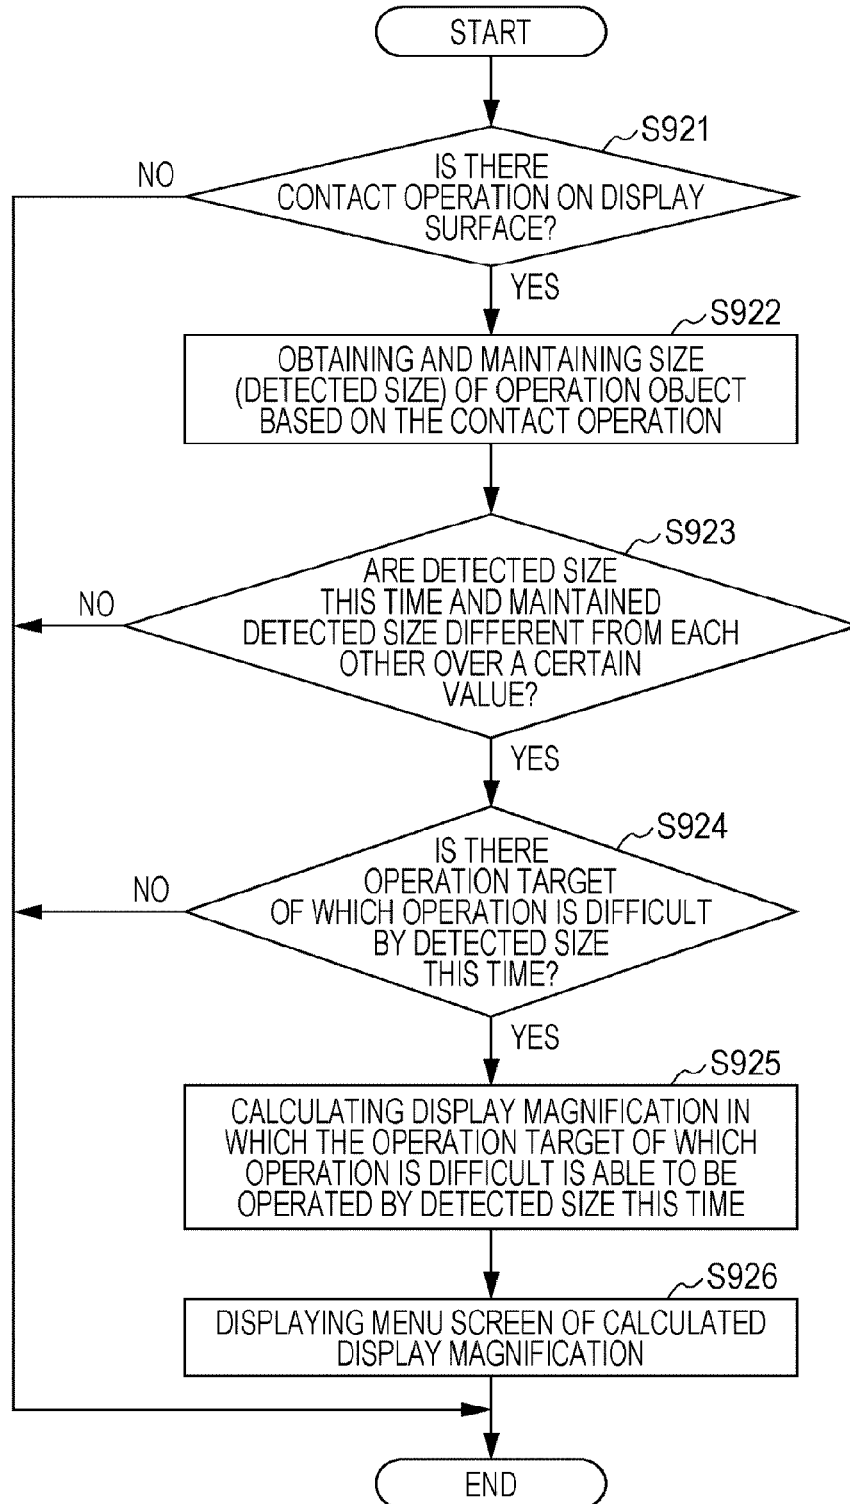 START
S921
IS THERE
CONTACT OPERATION ON DISPLAY
SURFACE?
NO
YES
S922
OBTAINING AND MAINTAINING SIZE
(DETECTED SIZE) OF OPERATION OBJECT
BASED ON THE CONTACT OPERATION
S923
ARE DETECTED SIZE
THIS TIME AND MAINTAINED
DETECTED SIZE DIFFERENT FROM EACH
OTHER OVER A CERTAIN
VALUE?
NO
YES
S924
IS THERE
OPERATION TARGET
OF WHICH OPERATION IS DIFFICULT
BY DETECTED SIZE
THIS TIME?
NO
YES
S925
CALCULATING DISPLAY MAGNIFICATION IN
WHICH THE OPERATION TARGET OF WHICH
OPERATION IS DIFFICULT IS ABLE TO BE
OPERATED BY DETECTED SIZE THIS TIME
S926
DISPLAYING MENU SCREEN OF CALCULATED
DISPLAY MAGNIFICATION
END